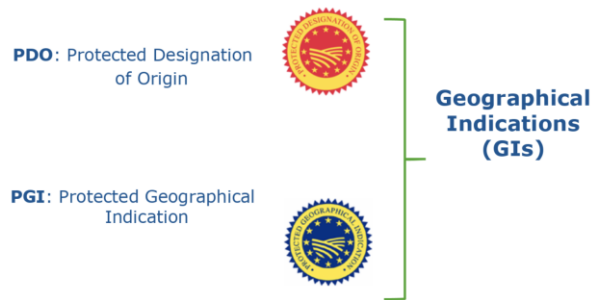 PDO: Protected Designation
of Origin
PROTECTED DESIGNATION OF ORIGIN
Geographical
Indications
(GIs)
PGI: Protected Geographical
Indication
PROTECTED GEOGRAPHICAL INDICATION